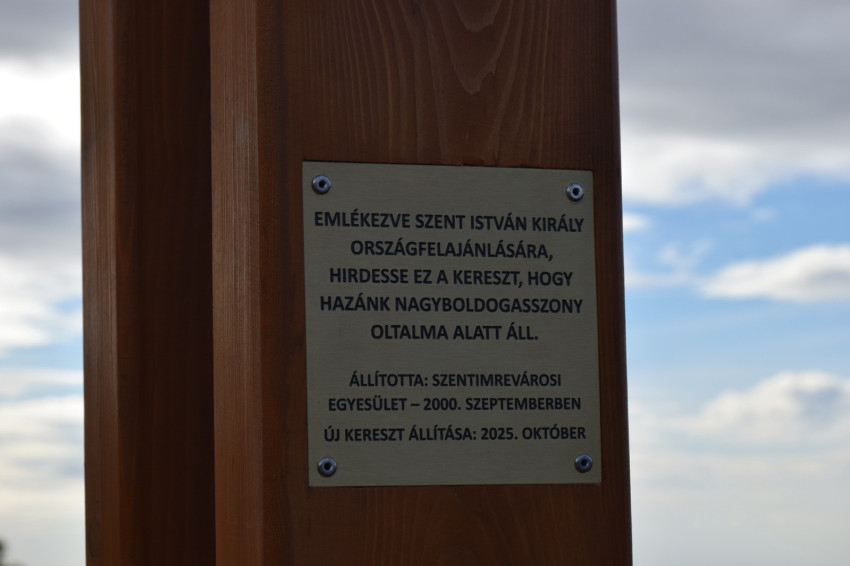 EMLÉKEZVE SZENT ISTVÁN KIRÁLY
ORSZÁGFELAJÁNLÁSÁRA,
HIRDESSE EZ A KERESZT, HOGY
HAZÁNK NAGYBOLDOGASSZONY
OLTALMA ALATT ÁLL.
ÁLLÍTOTTA: SZENTIMREVÁROSI
EGYESÜLET – 2000. SZEPTEMBERBEN
ÚJ KERESZT ÁLLÍTÁSA: 2025. OKTÓBER